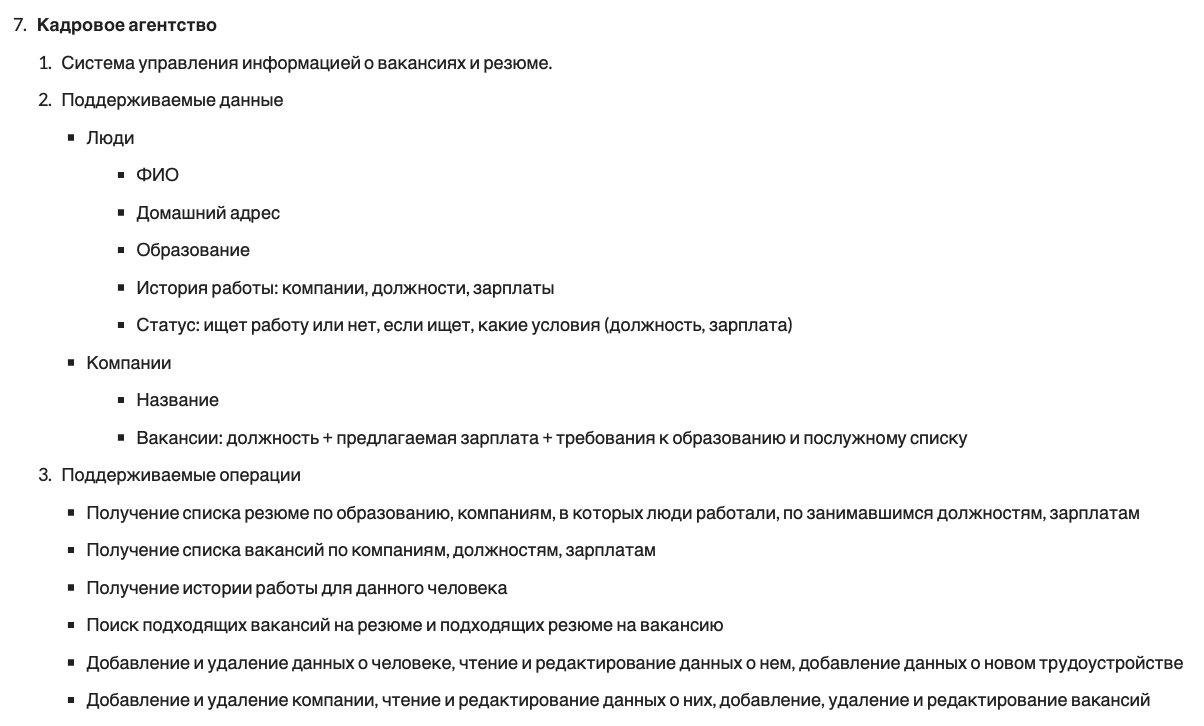 7. Кадровое агентство
1. Система управления информацией о вакансиях и резюме.
2. Поддерживаемые данные
▪ Люди
▪ ФИО
▪ Домашний адрес
▪ Образование
▪ История работы: компании, должности, зарплаты
▪ Статус: ищет работу или нет, если ищет, какие условия (должность, зарплата)
▪ Компании
▪ Название
▪ Вакансии: должность + предлагаемая зарплата + требования к образованию и послужному списку
3. Поддерживаемые операции
▪ Получение списка резюме по образованию, компаниям, в которых люди работали, по занимавшимся должностям, зарплатам
▪ Получение списка вакансий по компаниям, должностям, зарплатам
▪ Получение истории работы для данного человека
▪ Поиск подходящих вакансий на резюме и подходящих резюме на вакансию
▪ Добавление и удаление данных о человеке, чтение и редактирование данных о нем, добавление данных о новом трудоустройстве
▪ Добавление и удаление компании, чтение и редактирование данных о них, добавление, удаление и редактирование вакансий